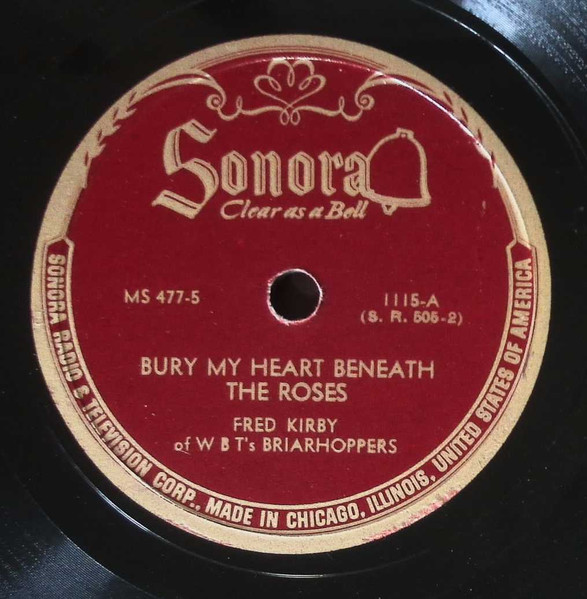 Sonora
Clear as a Bell
MS 477-5
1115-A
(S. R. 505-2)
BURY MY HEART BENEATH
THE ROSES
FRED KIRBY
of W B T's BRIARHOPPERS
SONORA RADIO & TELEVISION CORP., MADE IN CHICAGO, ILLINOIS, UNITED STATES OF AMERICA